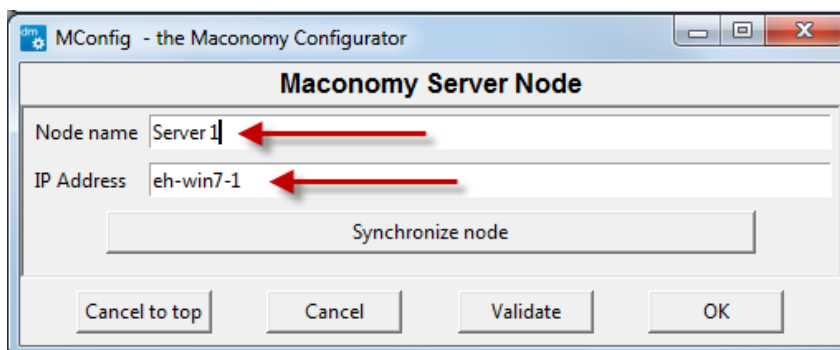 dm MConfig - the Maconomy Configurator
Maconomy Server Node
Node name Server 1
IP Address eh-win7-1
Synchronize node
Cancel to top Cancel Validate OK